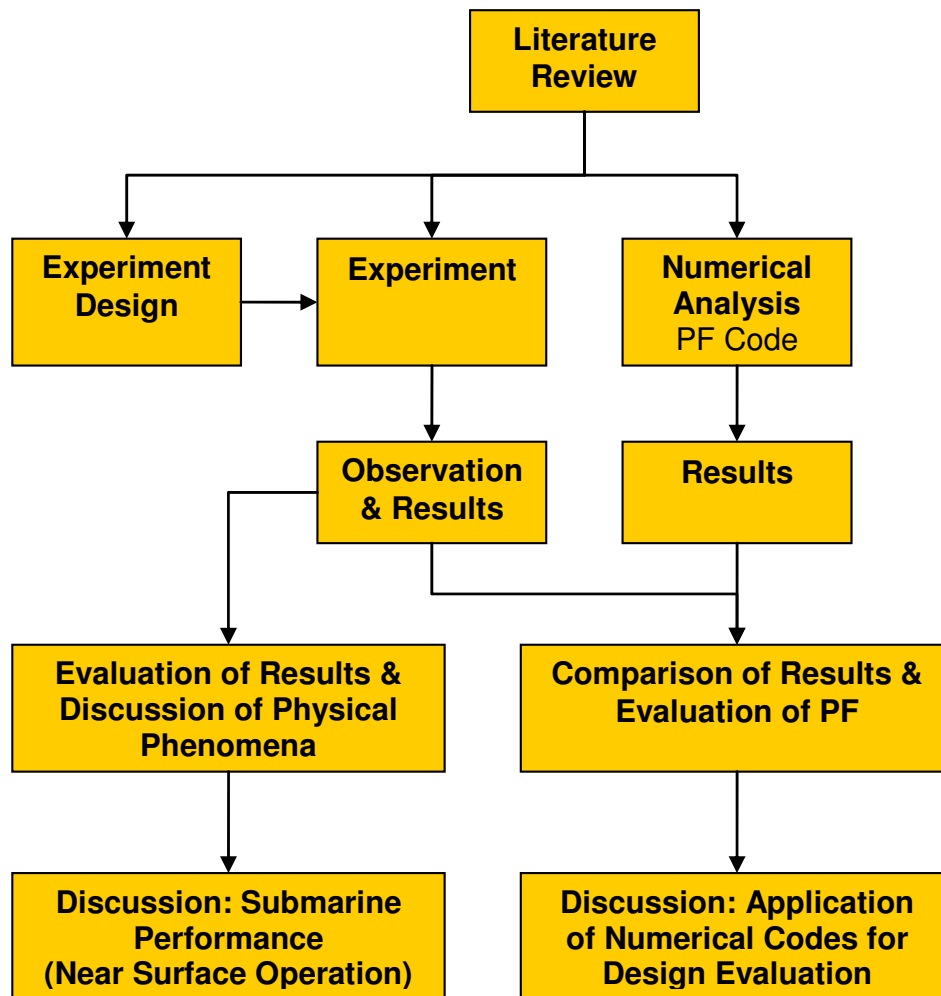 Literature
Review
Experiment
Design
Experiment
Numerical
Analysis
PF Code
Observation
& Results
Results
Evaluation of Results &
Discussion of Physical
Phenomena
Comparison of Results &
Evaluation of PF
Discussion: Submarine
Performance
(Near Surface Operation)
Discussion: Application
of Numerical Codes for
Design Evaluation